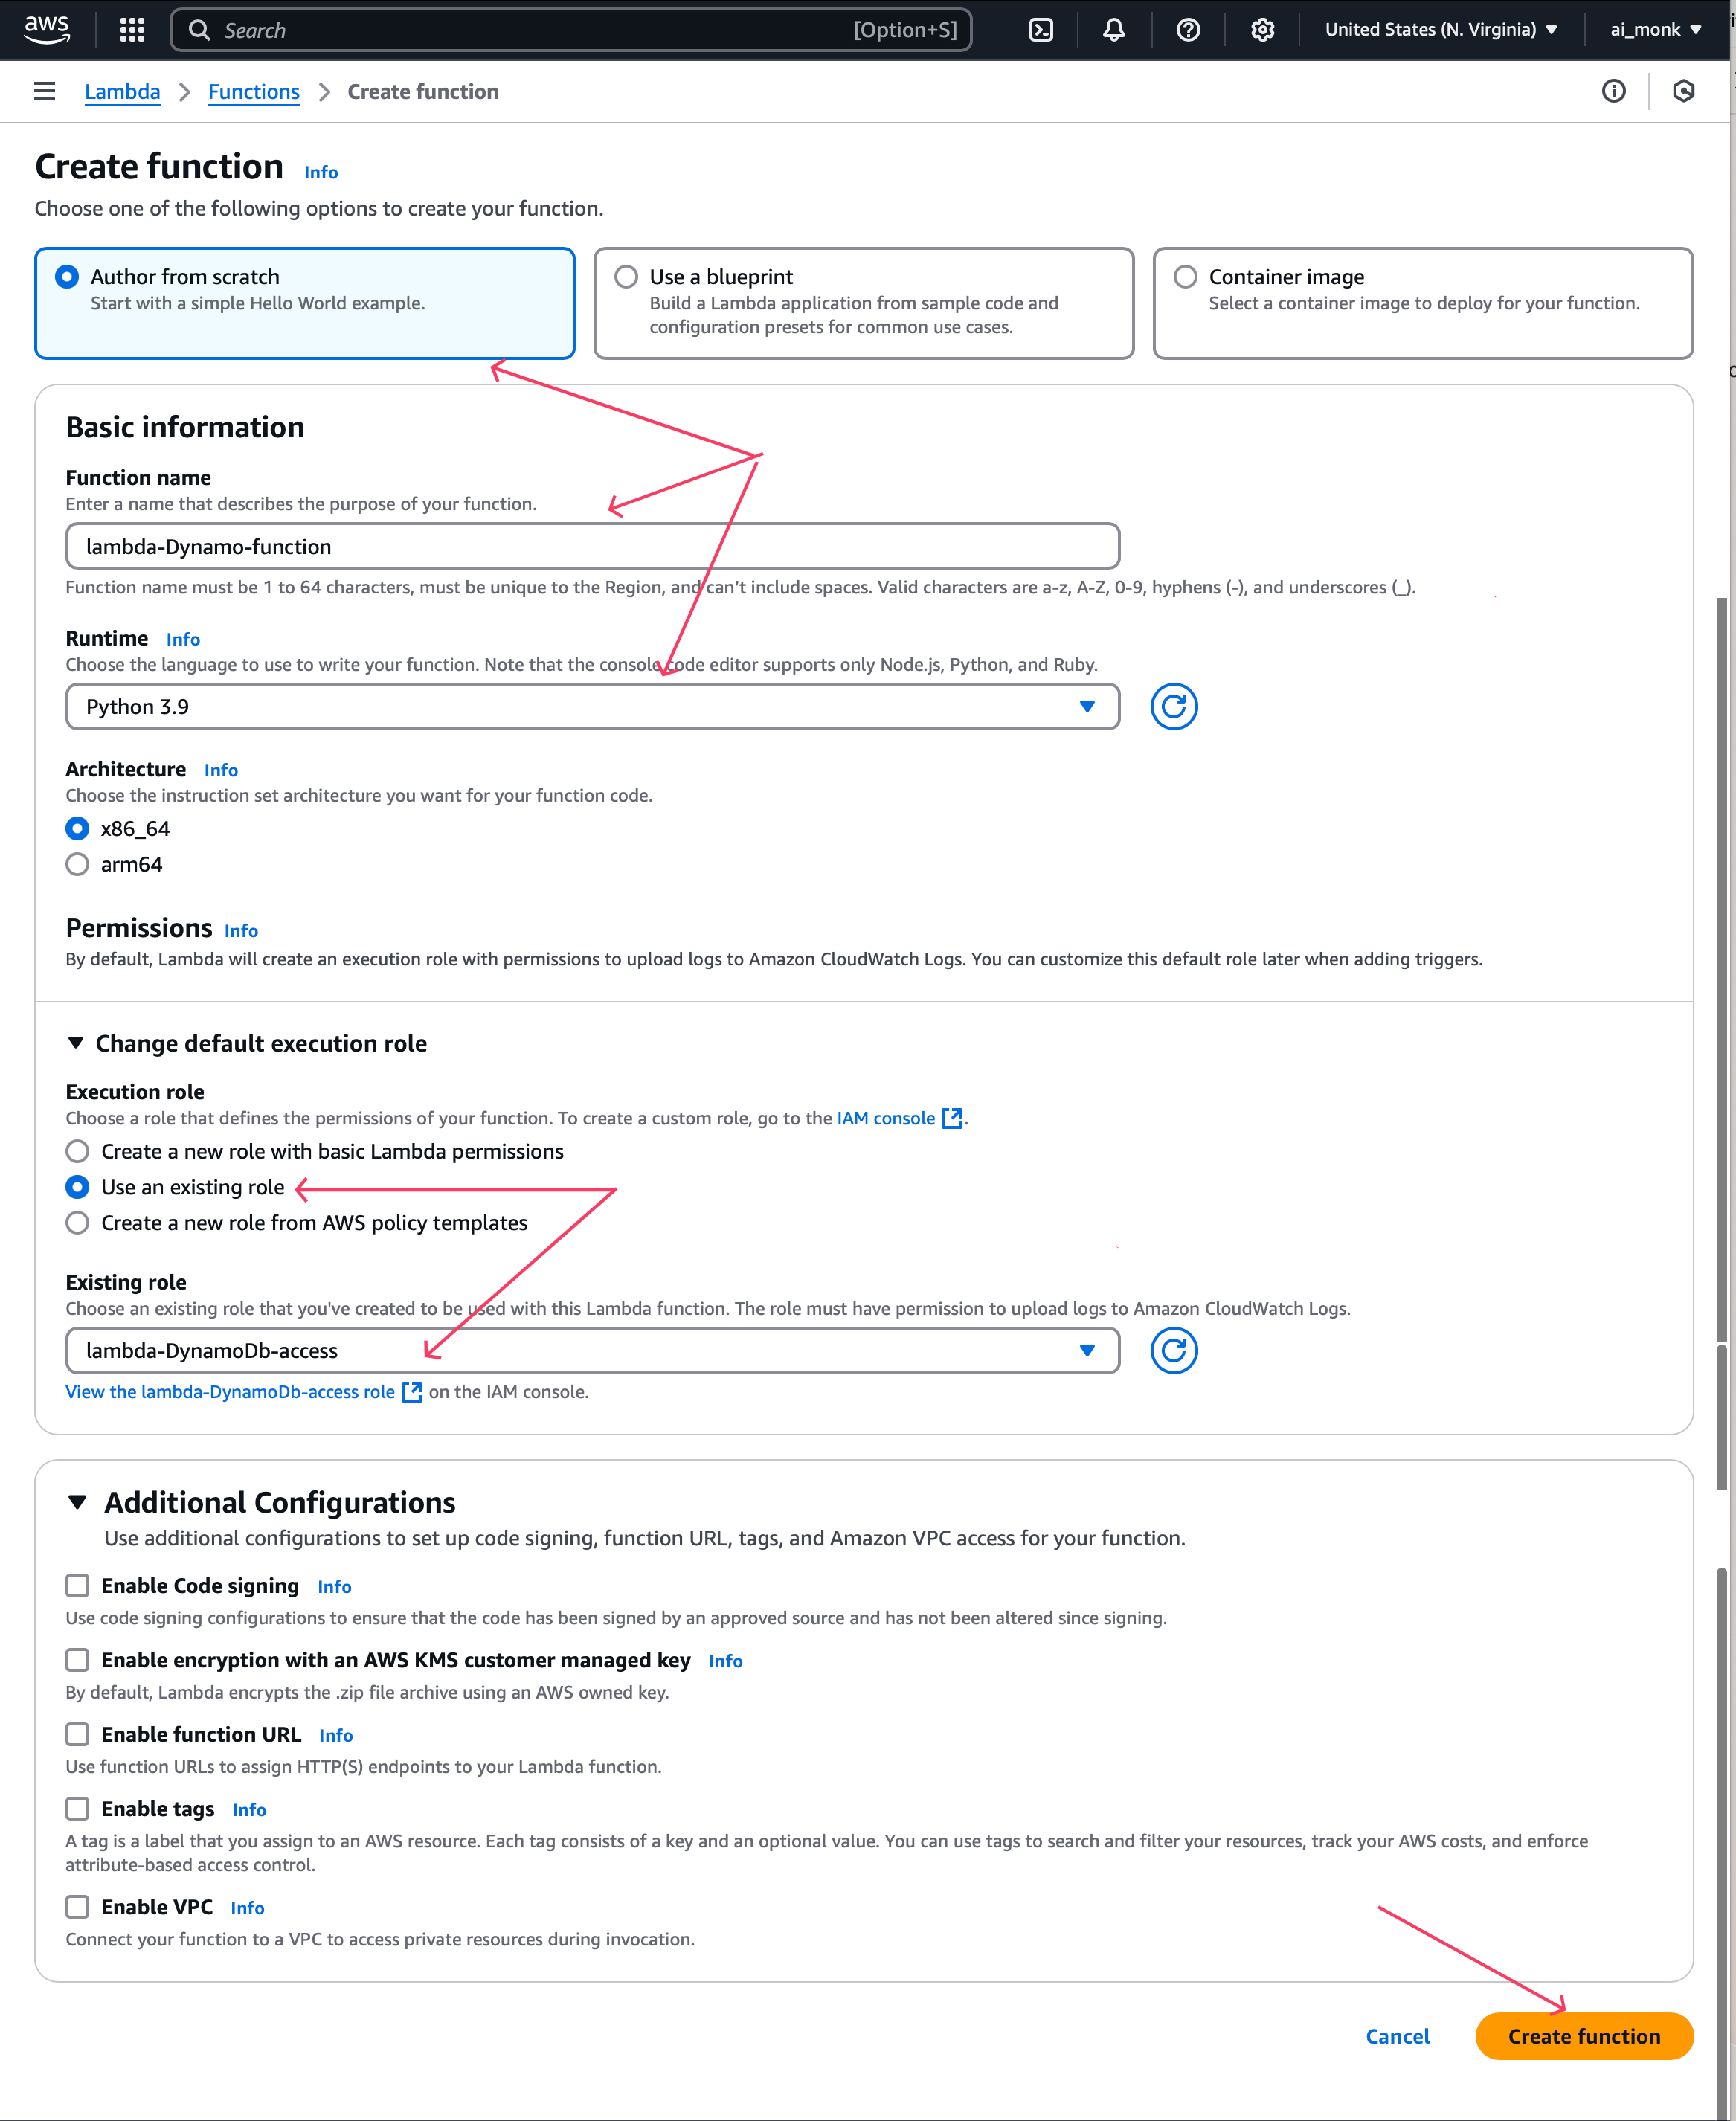 aws
Search [Option+S] United States (N. Virginia) ai_monk
Lambda Functions Create function
Create function Info
Choose one of the following options to create your function.
Author from scratch
Start with a simple Hello World example.
Use a blueprint
Build a Lambda application from sample code and
configuration presets for common use cases.
Container image
Select a container image to deploy for your function.
Basic information
Function name
Enter a name that describes the purpose of your function.
lambda-Dynamo-function
Function name must be 1 to 64 characters, must be unique to the Region, and can't include spaces. Valid characters are a-z, A-Z, 0-9, hyphens (-), and underscores (_).
Runtime Info
Choose the language to use to write your function. Note that the console code editor supports only Node.js, Python, and Ruby.
Python 3.9
Architecture Info
Choose the instruction set architecture you want for your function code.
x86_64
arm64
Permissions Info
By default, Lambda will create an execution role with permissions to upload logs to Amazon CloudWatch Logs. You can customize this default role later when adding triggers.
Change default execution role
Execution role
Choose a role that defines the permissions of your function. To create a custom role, go to the IAM console.
Create a new role with basic Lambda permissions
Use an existing role
Create a new role from AWS policy templates
Existing role
Choose an existing role that you've created to be used with this Lambda function. The role must have permission to upload logs to Amazon CloudWatch Logs.
lambda-DynamoDb-access
View the lambda-DynamoDb-access role on the IAM console.
Additional Configurations
Use additional configurations to set up code signing, function URL, tags, and Amazon VPC access for your function.
Enable Code signing Info
Use code signing configurations to ensure that the code has been signed by an approved source and has not been altered since signing.
Enable encryption with an AWS KMS customer managed key Info
By default, Lambda encrypts the .zip file archive using an AWS owned key.
Enable function URL Info
Use function URLs to assign HTTP(S) endpoints to your Lambda function.
Enable tags Info
A tag is a label that you assign to an AWS resource. Each tag consists of a key and an optional value. You can use tags to search and filter your resources, track your AWS costs, and enforce
attribute-based access control.
Enable VPC Info
Connect your function to a VPC to access private resources during invocation.
Cancel Create function